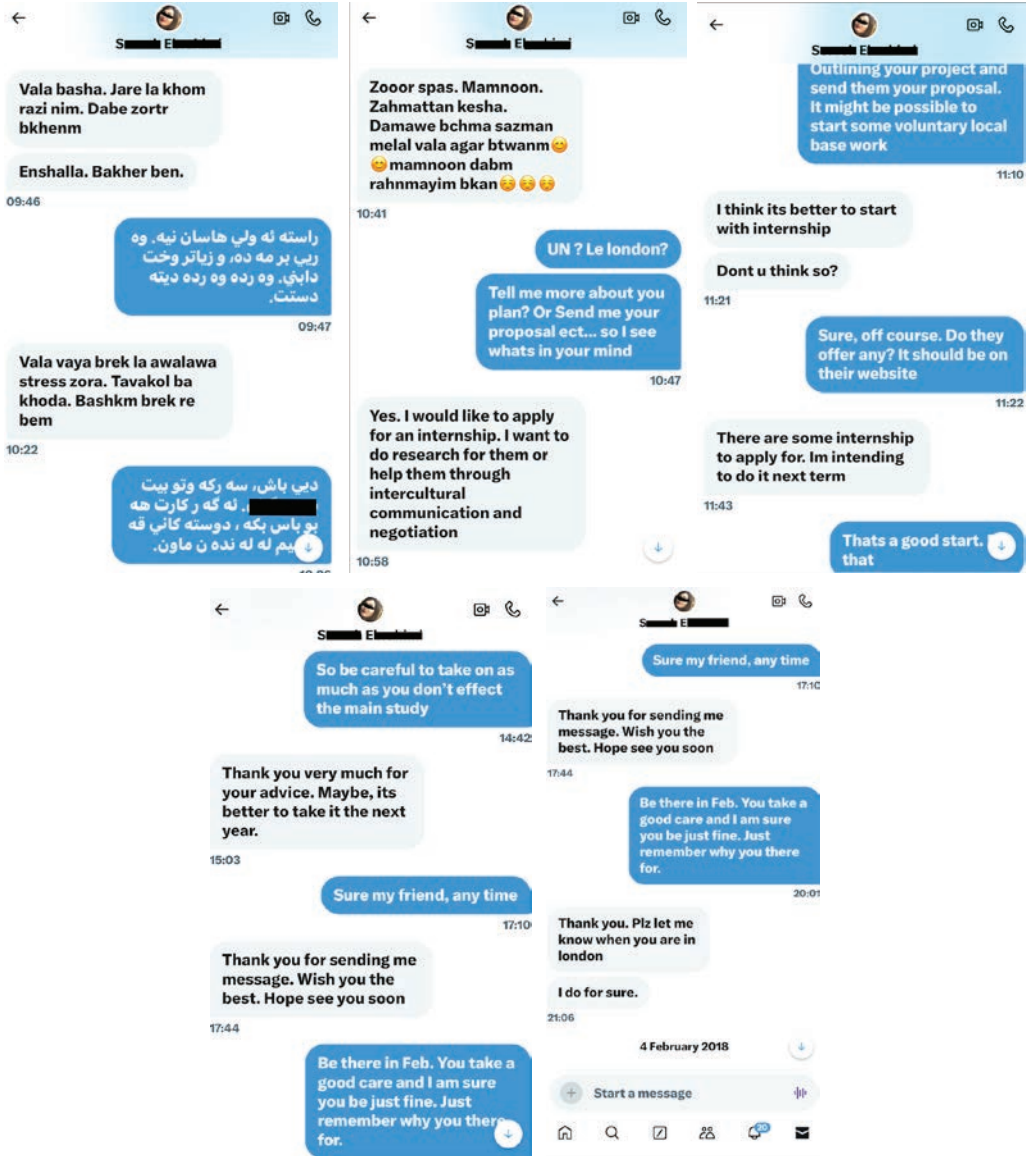 S
E
Vala basha. Jare la khom
razi nim. Dabe zortr
bkhenm
Enshalla. Bakher ben.
09:46
راسته ئه ولي هاسان نيه. وه
ريي بر مه ده، و زياتر وخت
دابني. وه رده وه رده ديته
دستت.
09:47
Vala vaya brek la awalawa
stress zora. Tavakol ba
khoda. Bashkm brek re
bem
10:22
ديي باش، سه ركه وتو بيت
ئه گه ر كارت هه
بو باس بكه ، دوسته كاني قه
يم له له نده ن ماون.
S
E
Zooor spas. Mamnoon.
Zahmattan kesha.
Damawe bchma sazman
melal vala agar btwanm😊
😊mamnoon dabm
rahnmayim bkan😚😚😚
10:41
UN ? Le london?
Tell me more about you
plan? Or Send me your
proposal ect... so I see
whats in your mind
10:47
Yes. I would like to apply
for an internship. I want to
do research for them or
help them through
intercultural
communication and
negotiation
10:58
S
E
Outlining your project and
send them your proposal.
It might be possible to
start some voluntary local
base work
11:10
I think its better to start
with internship
Dont u think so?
11:21
Sure, off course. Do they
offer any? It should be on
their website
11:22
There are some internship
to apply for. Im intending
to do it next term
11:43
Thats a good start.
that
S
E
So be careful to take on as
much as you don't effect
the main study
14:42
Thank you very much for
your advice. Maybe, its
better to take it the next
year.
15:03
Sure my friend, any time
17:10
Thank you for sending me
message. Wish you the
best. Hope see you soon
17:44
Be there in Feb. You take a
good care and I am sure
you be just fine. Just
remember why you there
for.
S
E
Sure my friend, any time
17:10
Thank you for sending me
message. Wish you the
best. Hope see you soon
17:44
Be there in Feb. You take a
good care and I am sure
you be just fine. Just
remember why you there
for.
20:01
Thank you. Plz let me
know when you are in
london
I do for sure.
21:06
4 February 2018
Start a message
20